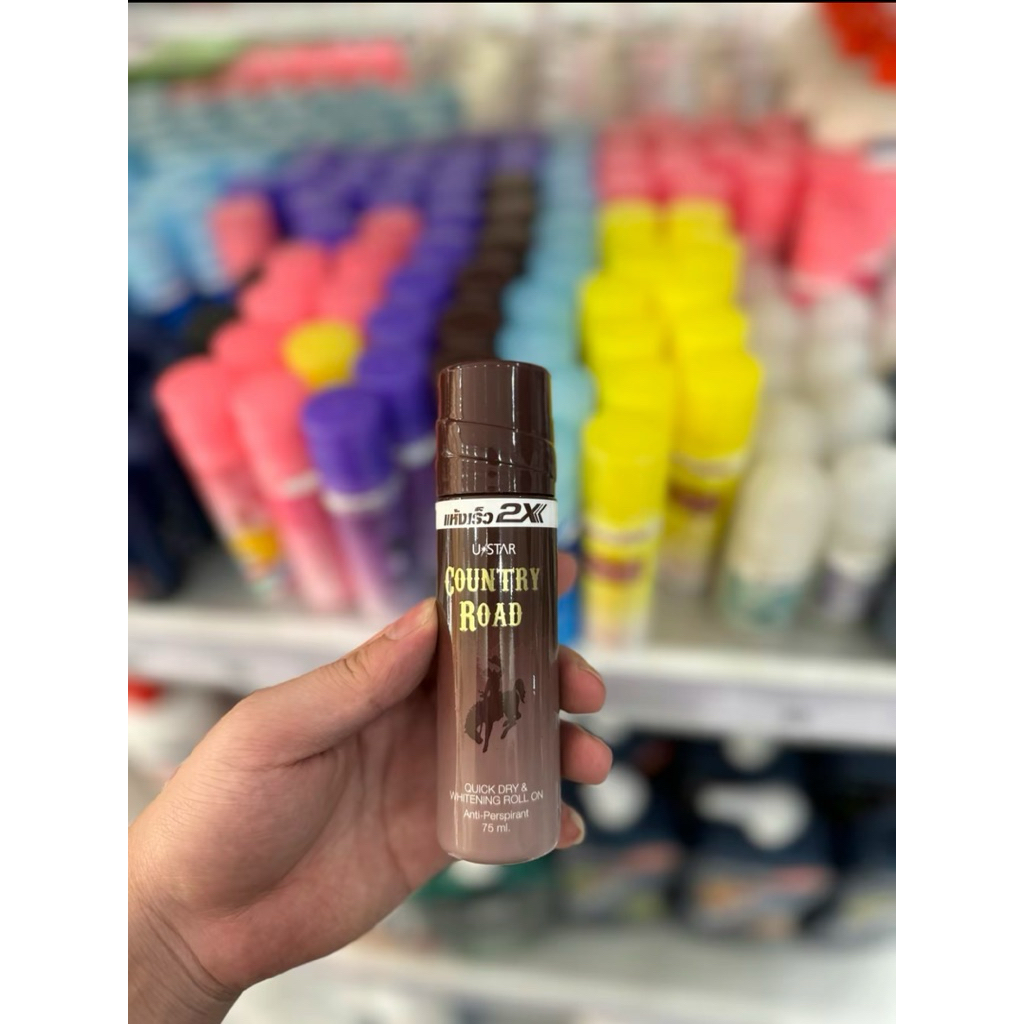 แห้งเร็ว 2X
U★STAR
COUNTRY
ROAD
QUICK DRY &
WHITENING ROLL ON
Anti-Perspirant
75 ml.